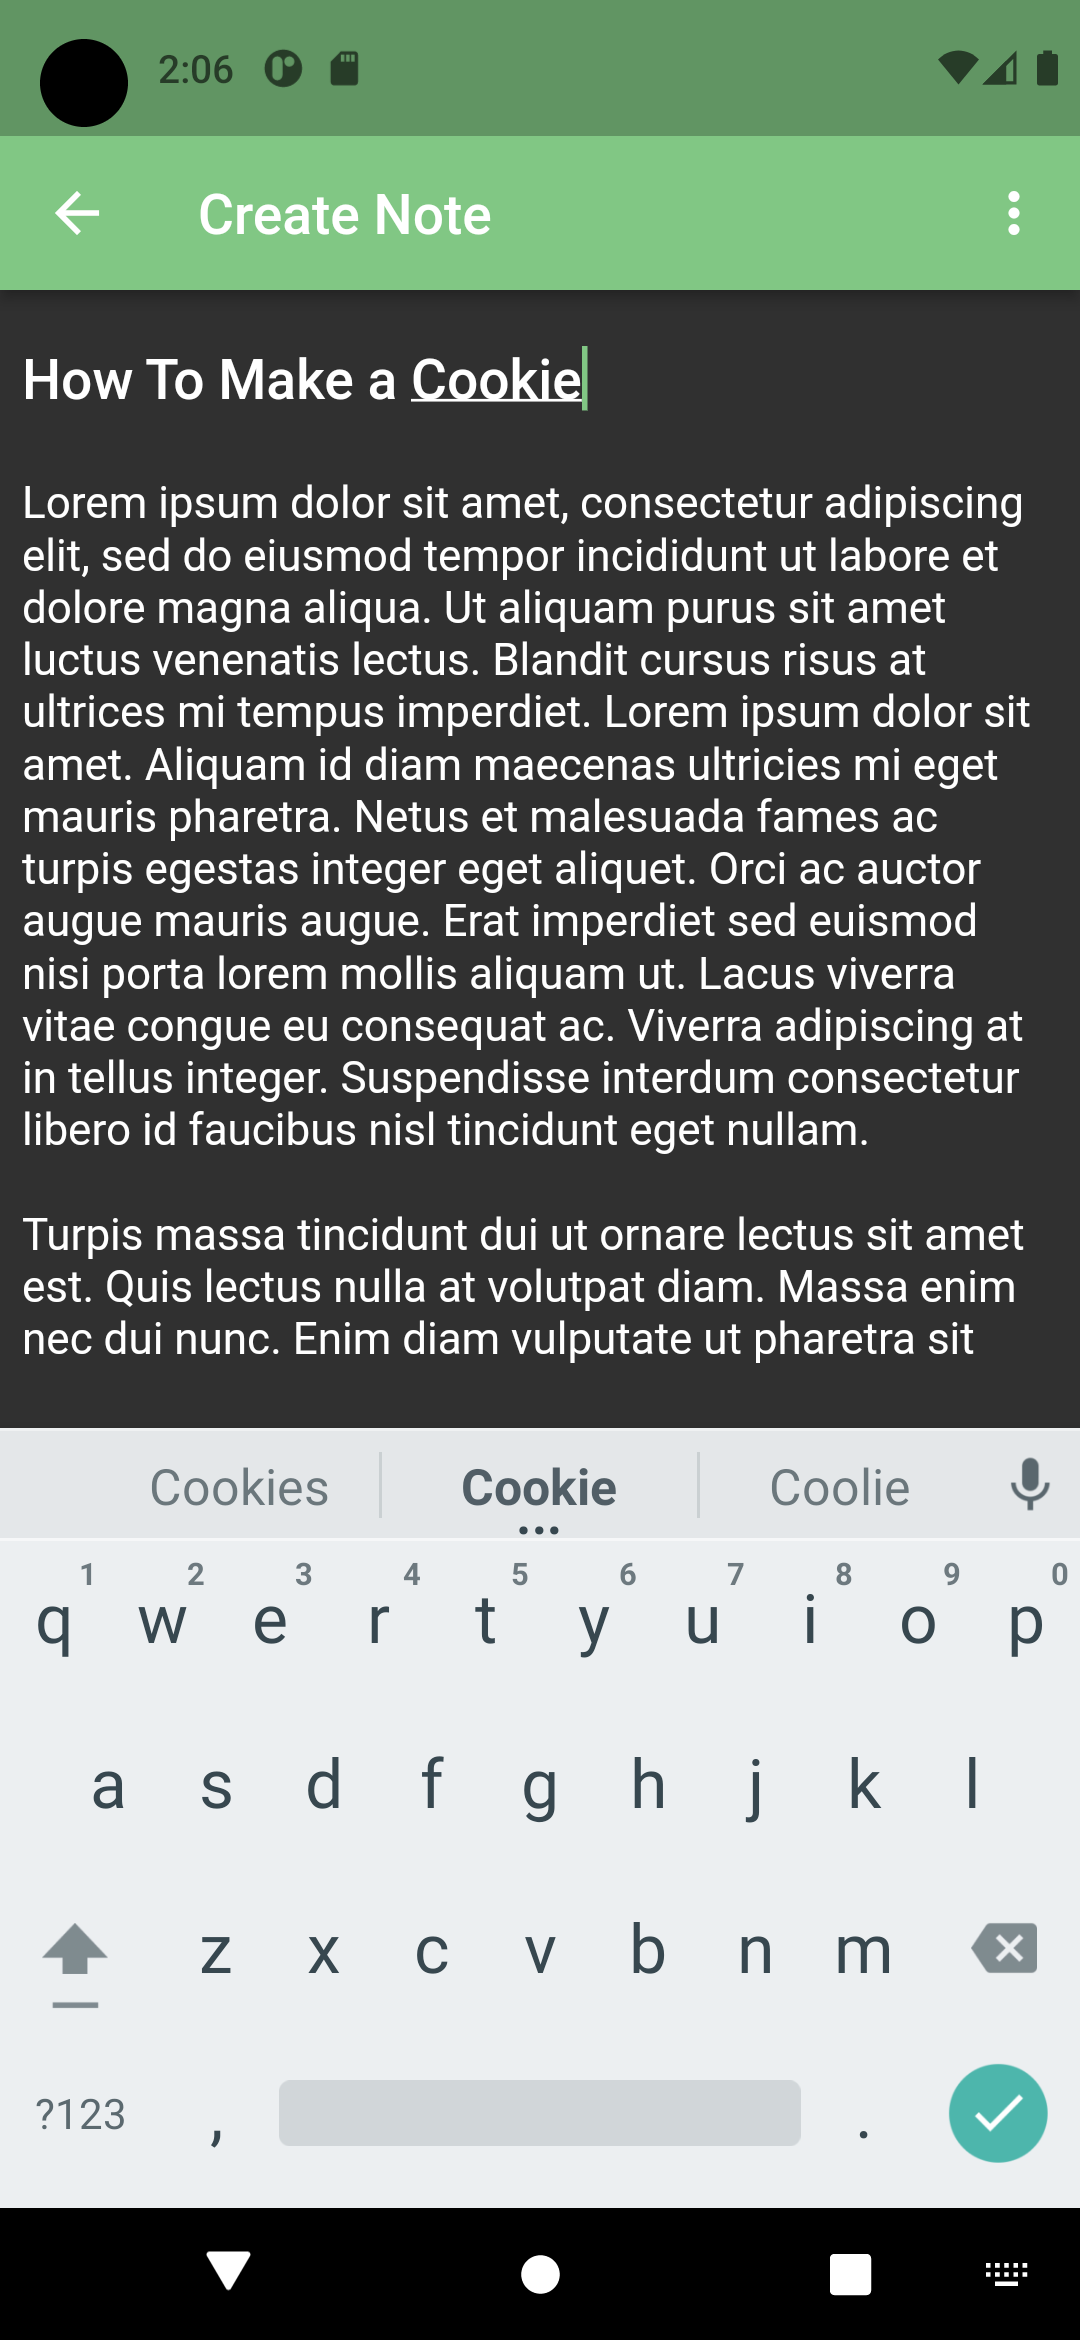 2:06
Create Note
How To Make a Cookie
Lorem ipsum dolor sit amet, consectetur adipiscing
elit, sed do eiusmod tempor incididunt ut labore et
dolore magna aliqua. Ut aliquam purus sit amet
luctus venenatis lectus. Blandit cursus risus at
ultrices mi tempus imperdiet. Lorem ipsum dolor sit
amet. Aliquam id diam maecenas ultricies mi eget
mauris pharetra. Netus et malesuada fames ac
turpis egestas integer eget aliquet. Orci ac auctor
augue mauris augue. Erat imperdiet sed euismod
nisi porta lorem mollis aliquam ut. Lacus viverra
vitae congue eu consequat ac. Viverra adipiscing at
in tellus integer. Suspendisse interdum consectetur
libero id faucibus nisl tincidunt eget nullam.
Turpis massa tincidunt dui ut ornare lectus sit amet
est. Quis lectus nulla at volutpat diam. Massa enim
nec dui nunc. Enim diam vulputate ut pharetra sit
Cookies Cookie Coolie
1 2 3 4 5 6 7 8 9 0
q w e r t y u i o p
a s d f g h j k l
z x c v b n m
?123 , .